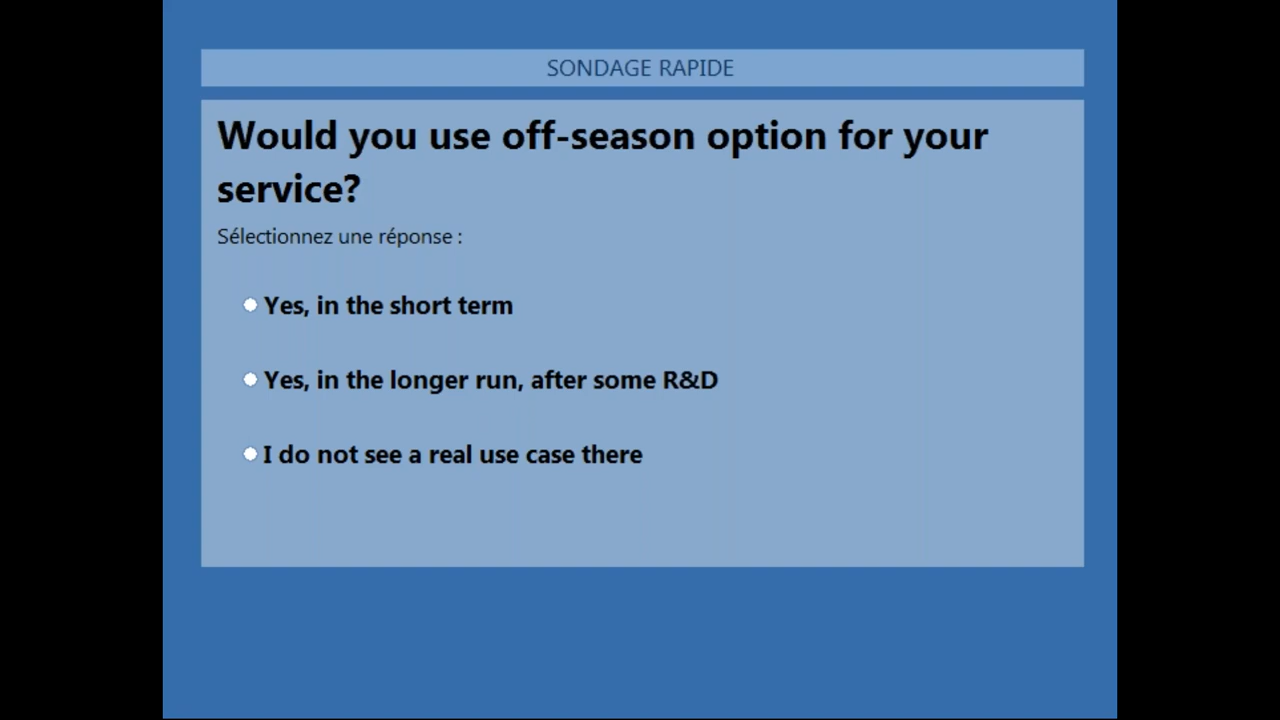 SONDAGE RAPIDE
Would you use off-season option for your
service?
Sélectionnez une réponse :
Yes, in the short term
Yes, in the longer run, after some R&D
I do not see a real use case there